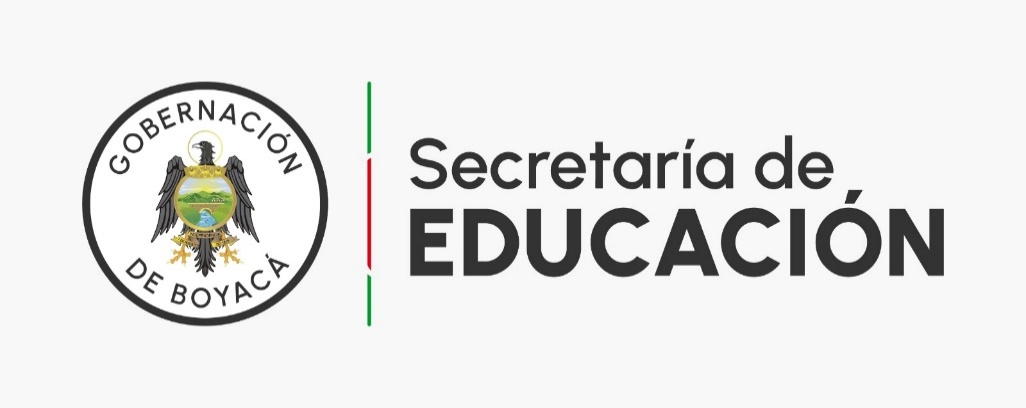 GOBERNACIÓN
DE BOYACÁ
Secretaría de
EDUCACIÓN